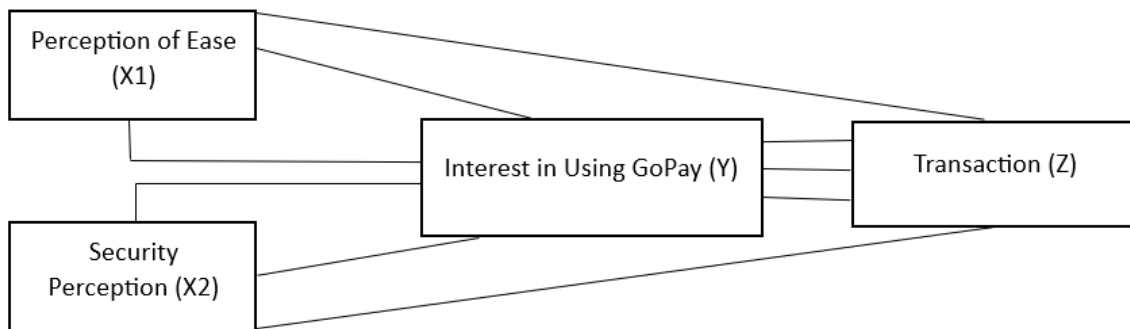 Perception of Ease
(X1)
Interest in Using GoPay (Y)
Transaction (Z)
Security
Perception (X2)